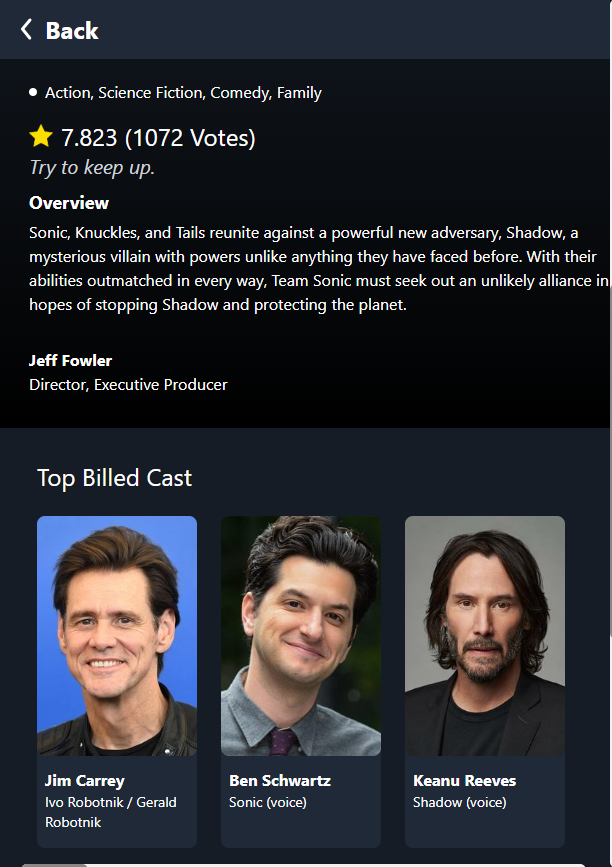 Back
Action, Science Fiction, Comedy, Family
7.823 (1072 Votes)
Try to keep up.
Overview
Sonic, Knuckles, and Tails reunite against a powerful new adversary, Shadow, a
mysterious villain with powers unlike anything they have faced before. With their
abilities outmatched in every way, Team Sonic must seek out an unlikely alliance in
hopes of stopping Shadow and protecting the planet.
Jeff Fowler
Director, Executive Producer
Top Billed Cast
Jim Carrey
Ivo Robotnik / Gerald
Robotnik
Ben Schwartz
Sonic (voice)
Keanu Reeves
Shadow (voice)